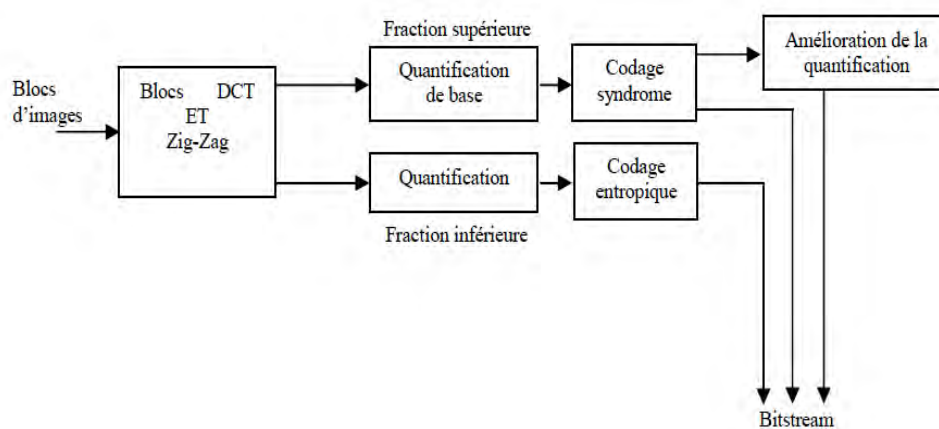 Fraction supérieure
Amélioration de la
quantification
Quantification
de base
Codage
syndrome
Blocs
d'images
Blocs DCT
ET
Zig-Zag
Quantification
Codage
entropique
Fraction inférieure
Bitstream